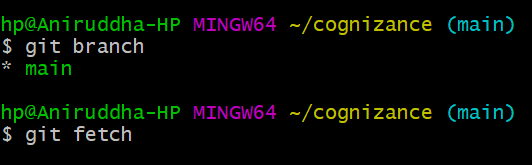 hp@Aniruddha-HP MINGW64 ~/cognizance (main)
$ git branch
* main
hp@Aniruddha-HP MINGW64 ~/cognizance (main)
$ git fetch